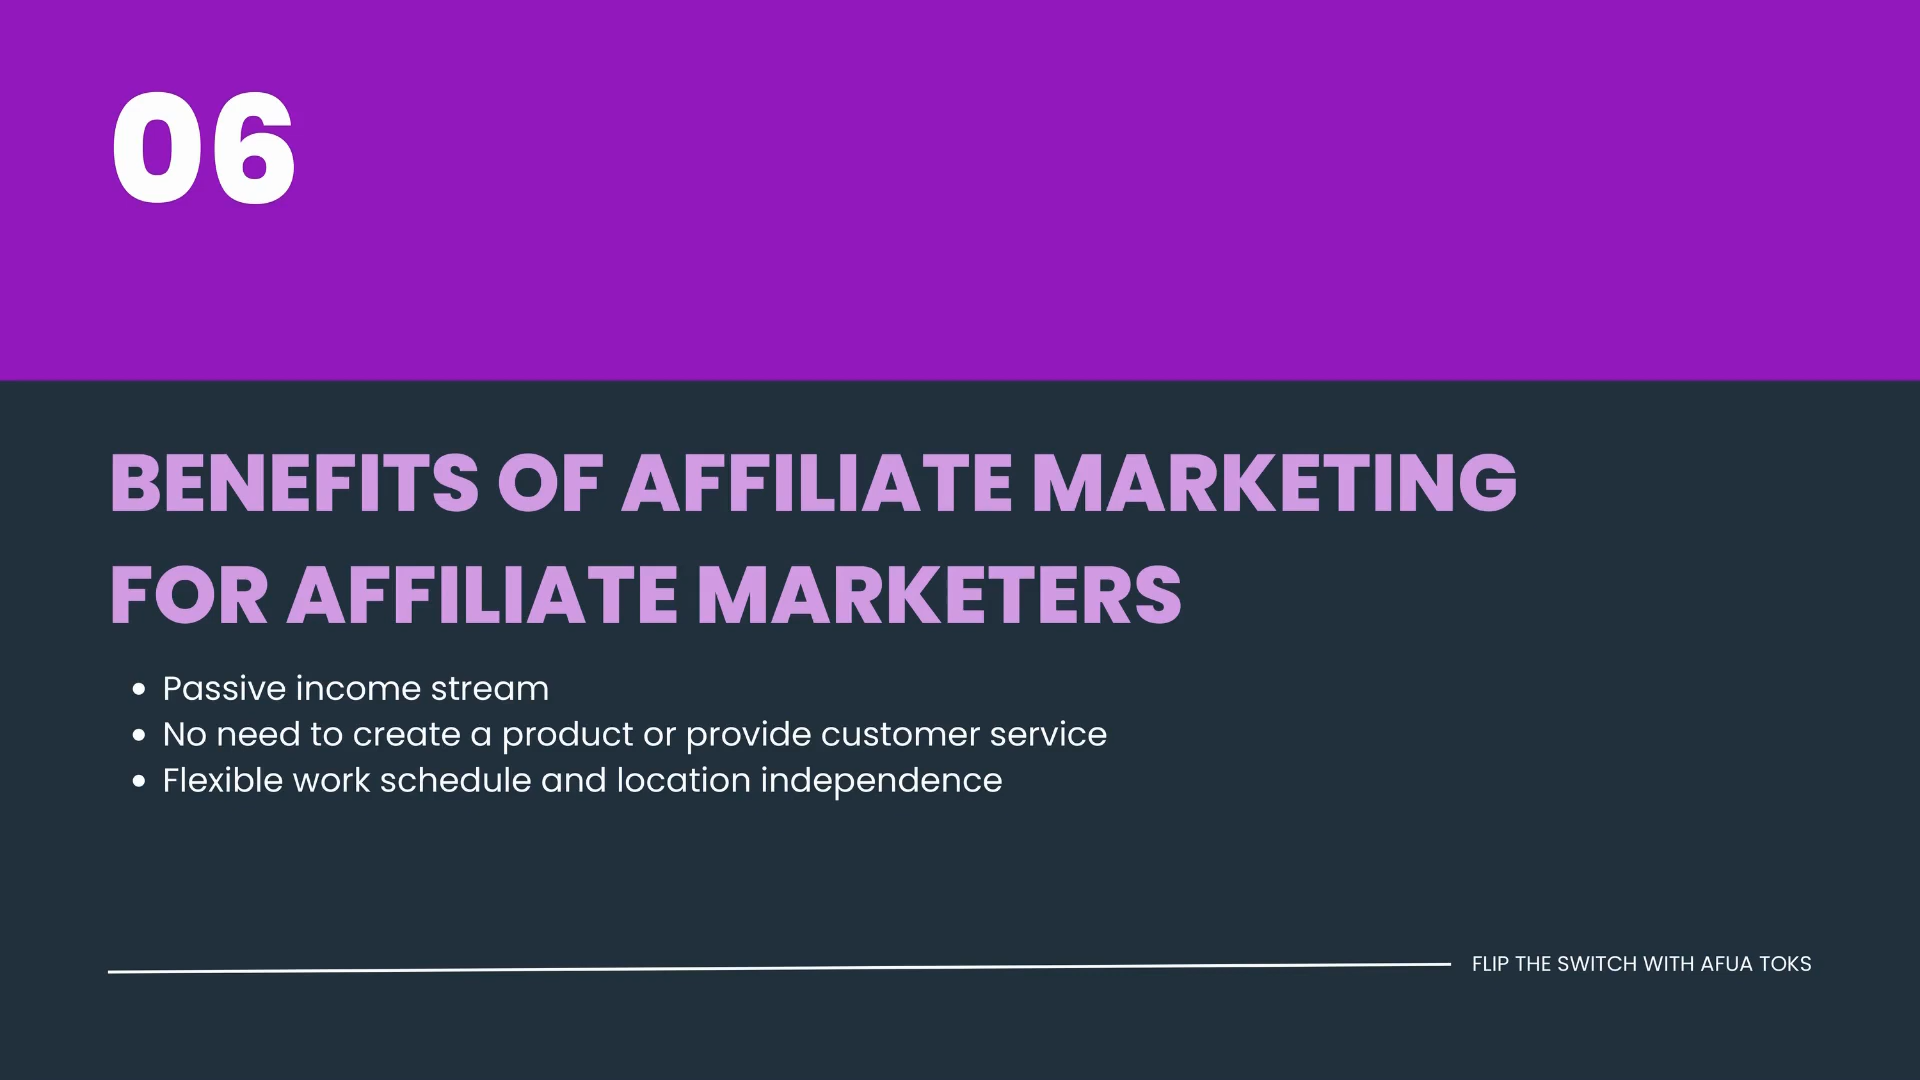 06
BENEFITS OF AFFILIATE MARKETING
FOR AFFILIATE MARKETERS
• Passive income stream
• No need to create a product or provide customer service
• Flexible work schedule and location independence
FLIP THE SWITCH WITH AFUA TOKS